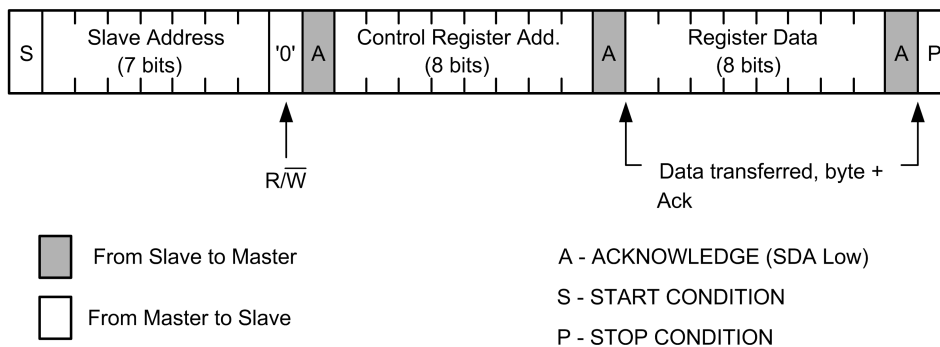 S Slave Address (7 bits) '0' A Control Register Add. (8 bits) A Register Data (8 bits) A P
R/W̅
Data transferred, byte +
Ack
From Slave to Master
From Master to Slave
A - ACKNOWLEDGE (SDA Low)
S - START CONDITION
P - STOP CONDITION